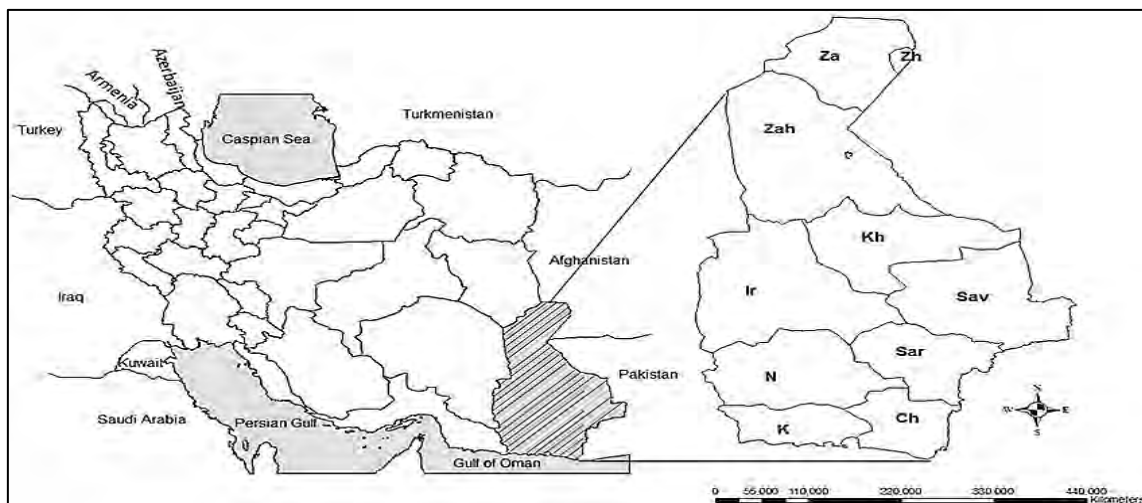 Armenia
Azerbaijan
Turkey
Caspian Sea
Turkmenistan
Afghanistan
Iraq
Kuwait
Pakistan
Saudi Arabia
Persian Gulf
Gulf of Oman
Za
Zh
Zah
Kh
Ir
Sav
Sar
N
K
Ch
N
W E
S
0 55,000 110,000 220,000 330,000 440,000
Kilometers